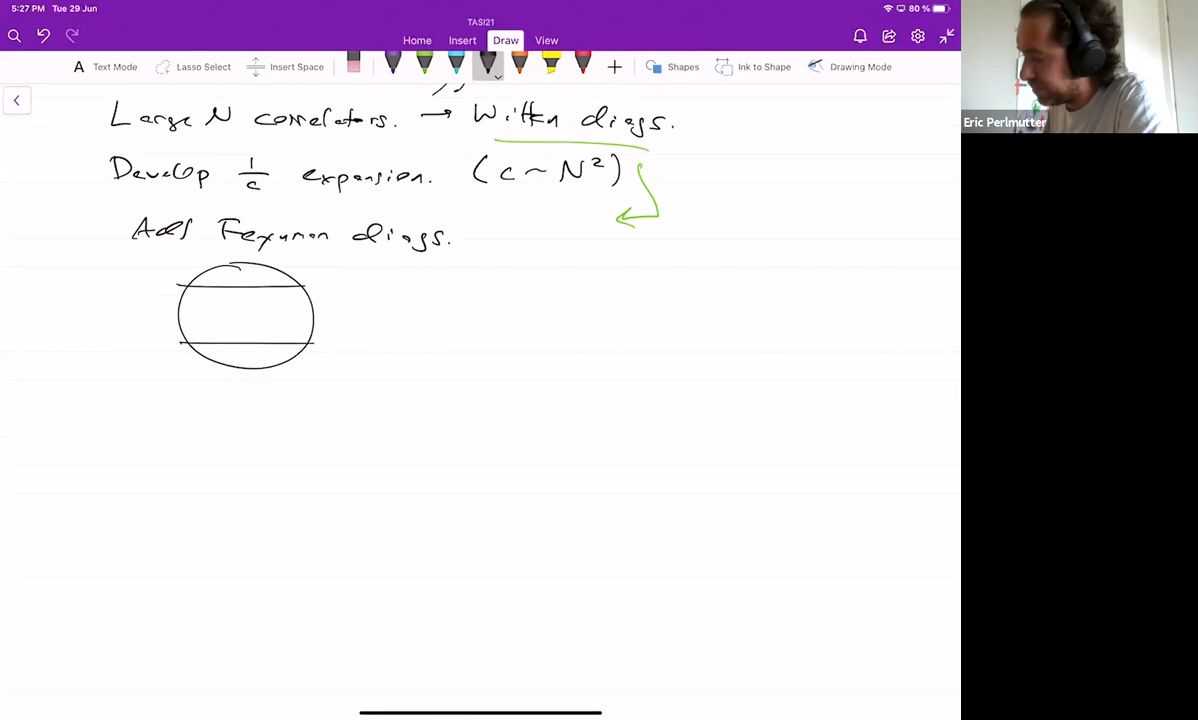 5:27 PM Tue 29 Jun
80 %
TASI21
Home Insert Draw View
A Text Mode Lasso Select Insert Space Shapes Ink to Shape Drawing Mode
Large N correlators. → Witten diags.
Develop 1/c expansion. (c ~ N²)
AdS Feynman diags.
Eric Perlmutter